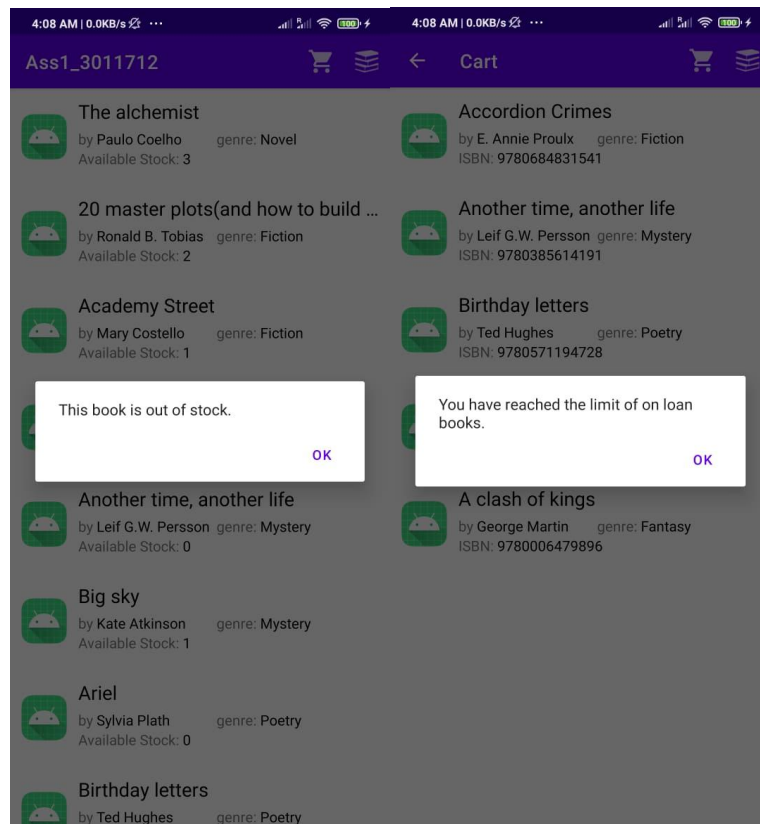 4:08 AM | 0.0KB/s ...
100
Ass1_3011712
The alchemist
by Paulo Coelho genre: Novel
Available Stock: 3
20 master plots(and how to build ...
by Ronald B. Tobias genre: Fiction
Available Stock: 2
Academy Street
by Mary Costello genre: Fiction
Available Stock: 1
This book is out of stock.
OK
Another time, another life
by Leif G.W. Persson genre: Mystery
Available Stock: 0
Big sky
by Kate Atkinson genre: Mystery
Available Stock: 1
Ariel
by Sylvia Plath genre: Poetry
Available Stock: 0
Birthday letters
by Ted Hughes genre: Poetry
4:08 AM | 0.0KB/s ...
100
Cart
Accordion Crimes
by E. Annie Proulx genre: Fiction
ISBN: 9780684831541
Another time, another life
by Leif G.W. Persson genre: Mystery
ISBN: 9780385614191
Birthday letters
by Ted Hughes genre: Poetry
ISBN: 9780571194728
You have reached the limit of on loan
books.
OK
A clash of kings
by George Martin genre: Fantasy
ISBN: 9780006479896